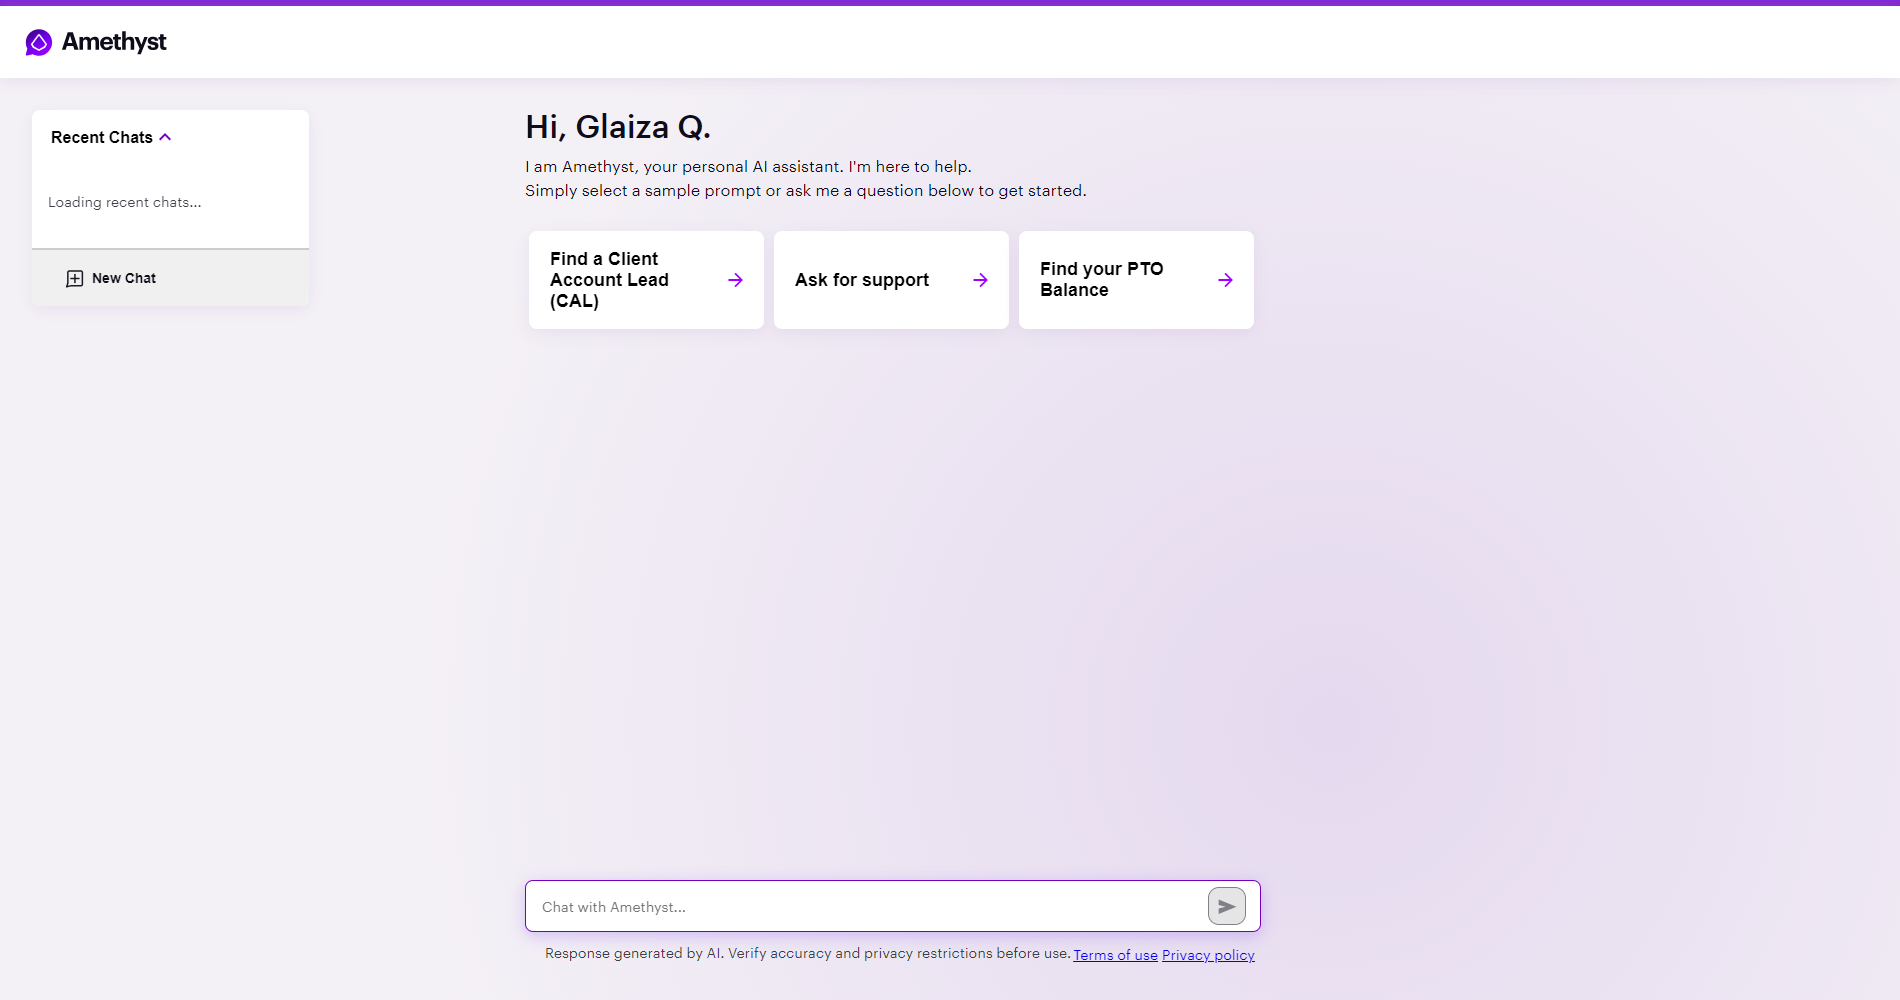 Amethyst
Recent Chats
Loading recent chats...
New Chat
Hi, Glaiza Q.
I am Amethyst, your personal AI assistant. I'm here to help.
Simply select a sample prompt or ask me a question below to get started.
Find a Client
Account Lead
(CAL)
Ask for support
Find your PTO
Balance
Chat with Amethyst...
Response generated by AI. Verify accuracy and privacy restrictions before use. Terms of use Privacy policy